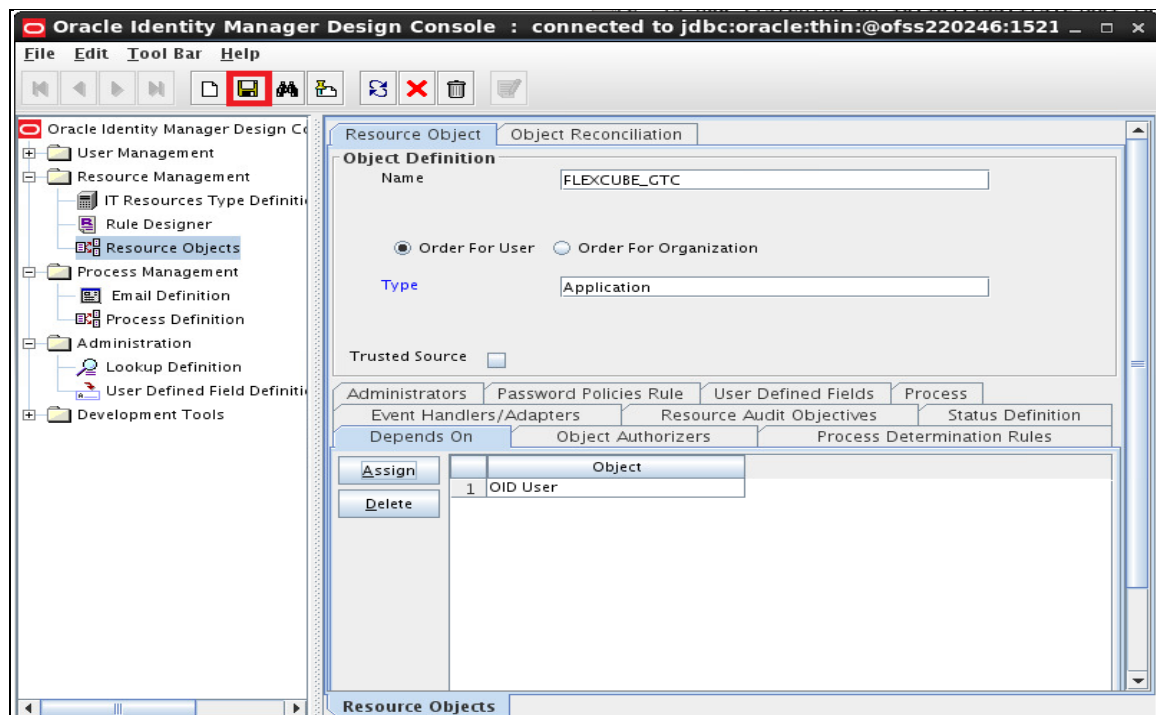 Oracle Identity Manager Design Console : connected to jdbc:oracle:thin:@ofss220246:1521
File Edit Tool Bar Help
Oracle Identity Manager Design Co
User Management
Resource Management
IT Resources Type Definiti
Rule Designer
Resource Objects
Process Management
Email Definition
Process Definition
Administration
Lookup Definition
User Defined Field Definiti
Development Tools
Resource Object Object Reconciliation
Object Definition
Name FLEXCUBE_GTC
Order For User Order For Organization
Type Application
Trusted Source
Administrators Password Policies Rule User Defined Fields Process
Event Handlers/Adapters Resource Audit Objectives Status Definition
Depends On Object Authorizers Process Determination Rules
Assign
Delete
Object
1 OID User
Resource Objects